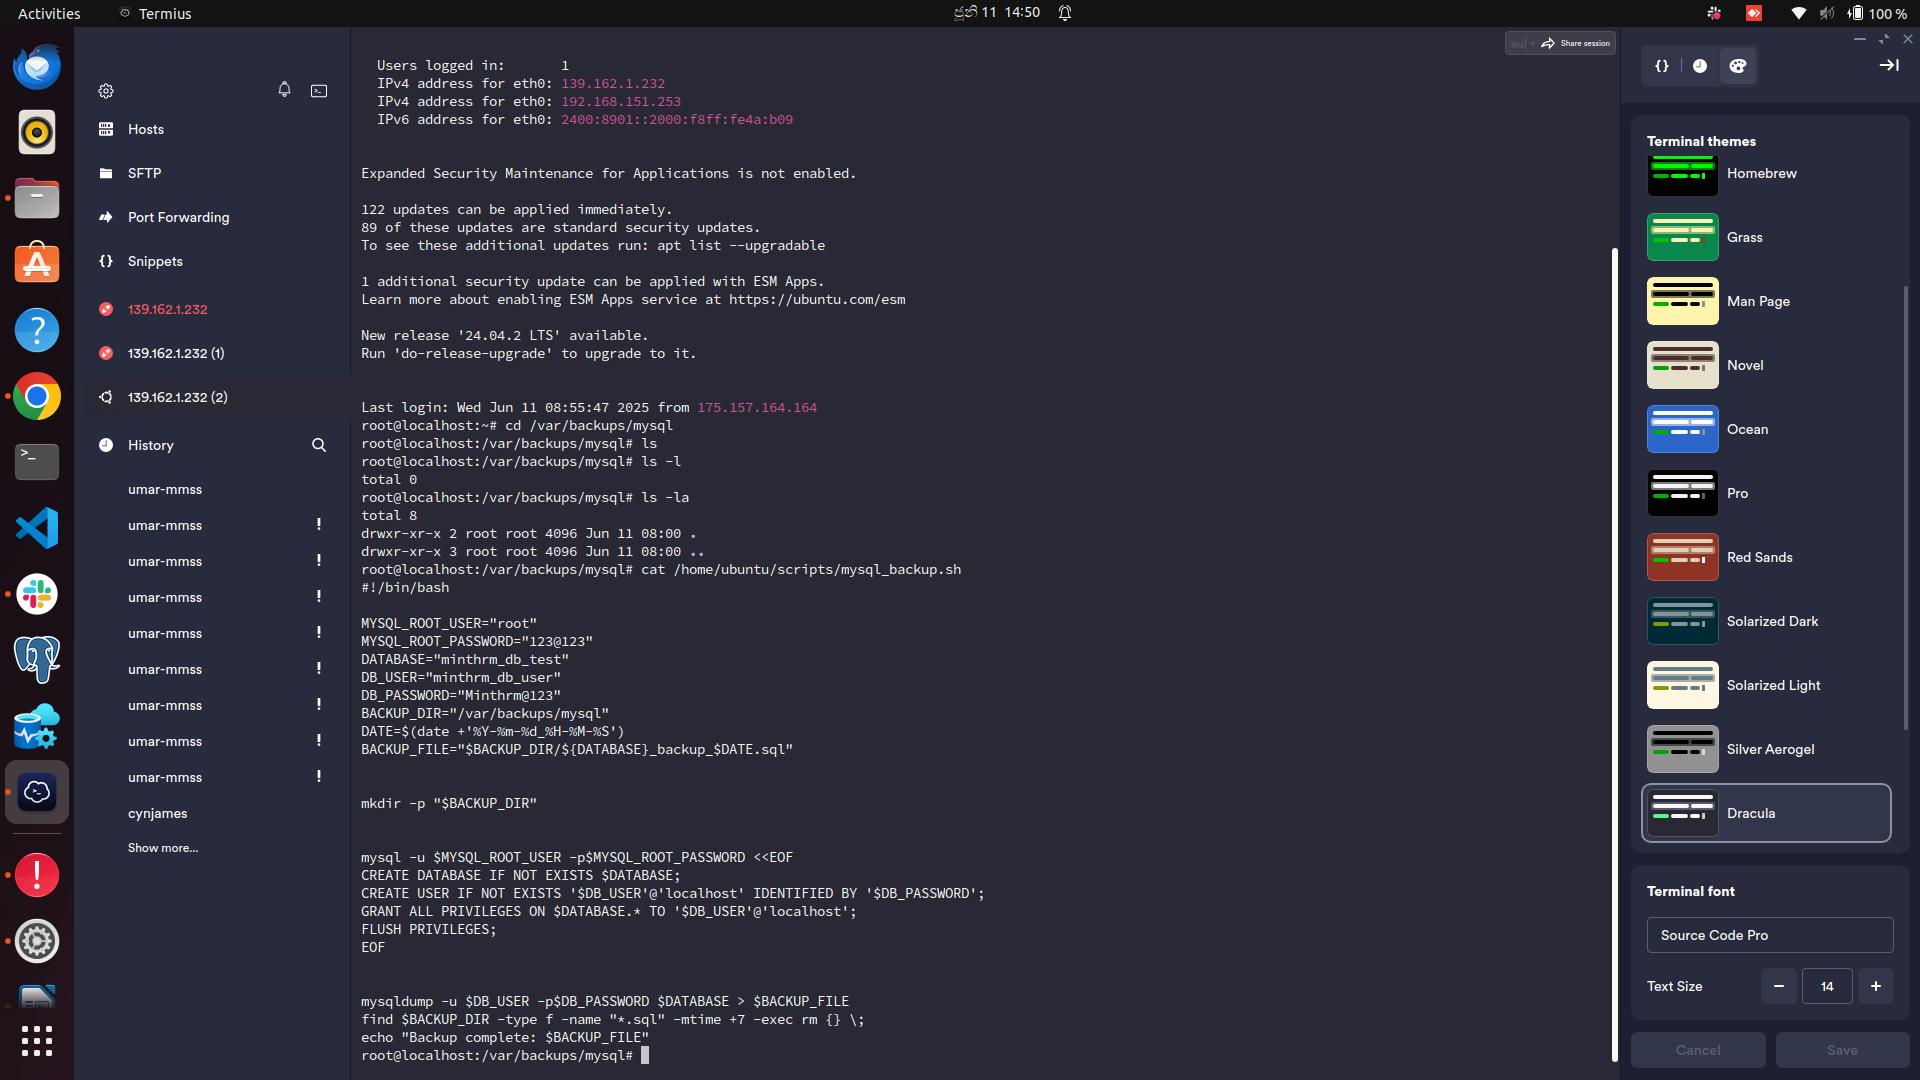 Activities
Termius
ජූනි 11 14:50
100 %
Share session
Hosts
SFTP
Port Forwarding
Snippets
139.162.1.232
139.162.1.232 (1)
139.162.1.232 (2)
History
umar-mmss
umar-mmss !
umar-mmss !
umar-mmss !
umar-mmss !
umar-mmss !
umar-mmss !
umar-mmss !
umar-mmss !
cynjames
Show more...
Users logged in: 1
IPv4 address for eth0: 139.162.1.232
IPv4 address for eth0: 192.168.151.253
IPv6 address for eth0: 2400:8901::2000:f8ff:fe4a:b09
Expanded Security Maintenance for Applications is not enabled.
122 updates can be applied immediately.
89 of these updates are standard security updates.
To see these additional updates run: apt list --upgradable
1 additional security update can be applied with ESM Apps.
Learn more about enabling ESM Apps service at https://ubuntu.com/esm
New release '24.04.2 LTS' available.
Run 'do-release-upgrade' to upgrade to it.
Last login: Wed Jun 11 08:55:47 2025 from 175.157.164.164
root@localhost:~# cd /var/backups/mysql
root@localhost:/var/backups/mysql# ls
root@localhost:/var/backups/mysql# ls -l
total 0
root@localhost:/var/backups/mysql# ls -la
total 8
drwxr-xr-x 2 root root 4096 Jun 11 08:00 .
drwxr-xr-x 3 root root 4096 Jun 11 08:00 ..
root@localhost:/var/backups/mysql# cat /home/ubuntu/scripts/mysql_backup.sh
#!/bin/bash
MYSQL_ROOT_USER="root"
MYSQL_ROOT_PASSWORD="123@123"
DATABASE="minthrm_db_test"
DB_USER="minthrm_db_user"
DB_PASSWORD="Minthrm@123"
BACKUP_DIR="/var/backups/mysql"
DATE=$(date +'%Y-%m-%d_%H-%M-%S')
BACKUP_FILE="$BACKUP_DIR/${DATABASE}_backup_$DATE.sql"
mkdir -p "$BACKUP_DIR"
mysql -u $MYSQL_ROOT_USER -p$MYSQL_ROOT_PASSWORD <<EOF
CREATE DATABASE IF NOT EXISTS $DATABASE;
CREATE USER IF NOT EXISTS '$DB_USER'@'localhost' IDENTIFIED BY '$DB_PASSWORD';
GRANT ALL PRIVILEGES ON $DATABASE.* TO '$DB_USER'@'localhost';
FLUSH PRIVILEGES;
EOF
mysqldump -u $DB_USER -p$DB_PASSWORD $DATABASE > $BACKUP_FILE
find $BACKUP_DIR -type f -name "*.sql" -mtime +7 -exec rm {} \;
echo "Backup complete: $BACKUP_FILE"
root@localhost:/var/backups/mysql#
Terminal themes
Homebrew
Grass
Man Page
Novel
Ocean
Pro
Red Sands
Solarized Dark
Solarized Light
Silver Aerogel
Dracula
Terminal font
Source Code Pro
Text Size
14
Cancel
Save